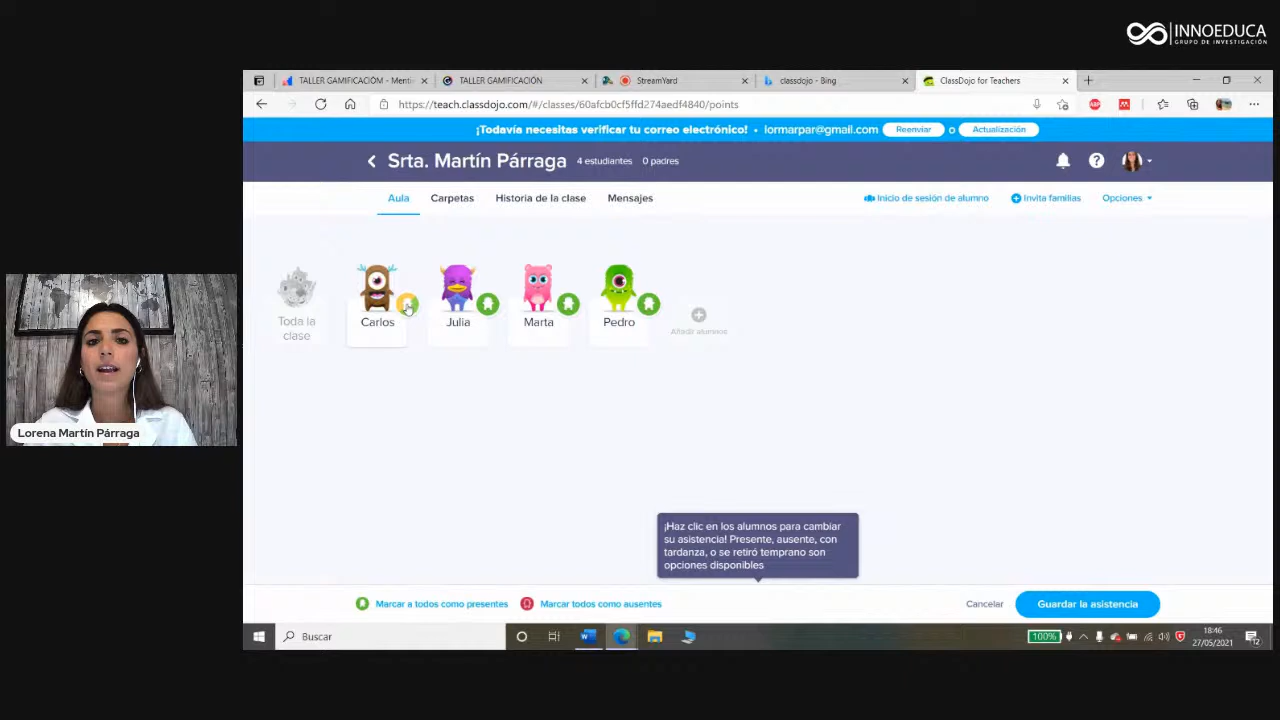 INNOEDUCA
GRUPO DE INVESTIGACIÓN
TALLER GAMIFICACIÓN - Menti
TALLER GAMIFICACIÓN
StreamYard
classdojo - Bing
ClassDojo for Teachers
https://teach.classdojo.com/#/classes/60afcb0cf5ffd274aedf4840/points
¡Todavía necesitas verificar tu correo electrónico! • lormarpar@gmail.com Reenviar o Actualización
Srta. Martín Párraga 4 estudiantes 0 padres
Aula Carpetas Historia de la clase Mensajes Inicio de sesión de alumno Invita familias Opciones
Toda la clase
Carlos
Julia
Marta
Pedro
Añadir alumnos
Lorena Martín Párraga
¡Haz clic en los alumnos para cambiar
su asistencia! Presente, ausente, con
tardanza, o se retiró temprano son
opciones disponibles
Marcar a todos como presentes Marcar todos como ausentes Cancelar Guardar la asistencia
Buscar
100%
18:46
27/05/2021